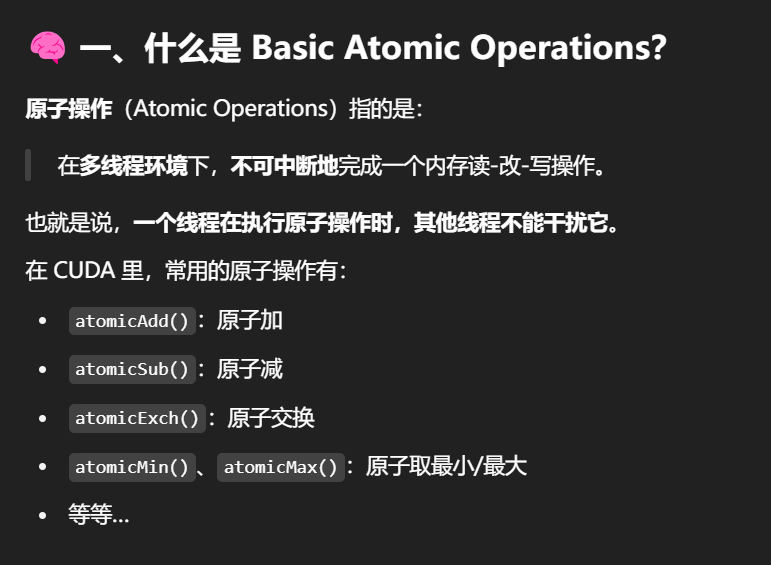 🧠 一、什么是 Basic Atomic Operations?
原子操作（Atomic Operations）指的是：
在多线程环境下，不可中断地完成一个内存读-改-写操作。
也就是说，一个线程在执行原子操作时，其他线程不能干扰它。
在 CUDA 里，常用的原子操作有：
• atomicAdd()：原子加
• atomicSub()：原子减
• atomicExch()：原子交换
• atomicMin()、atomicMax()：原子取最小/最大
• 等等…